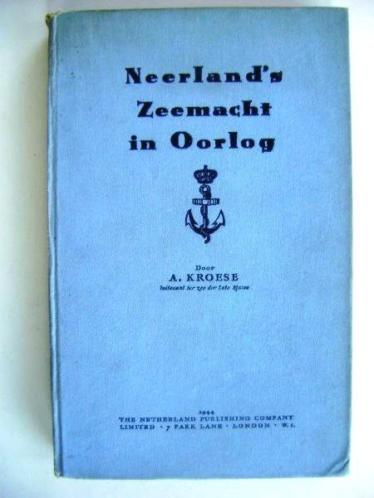 Neerland's
Zeemacht
in Oorlog
Door
A. KROESE
luitenant ter zee der 1ste klasse
1944
THE NETHERLAND PUBLISHING COMPANY
LIMITED · 7 PARK LANE · LONDON · W.1.